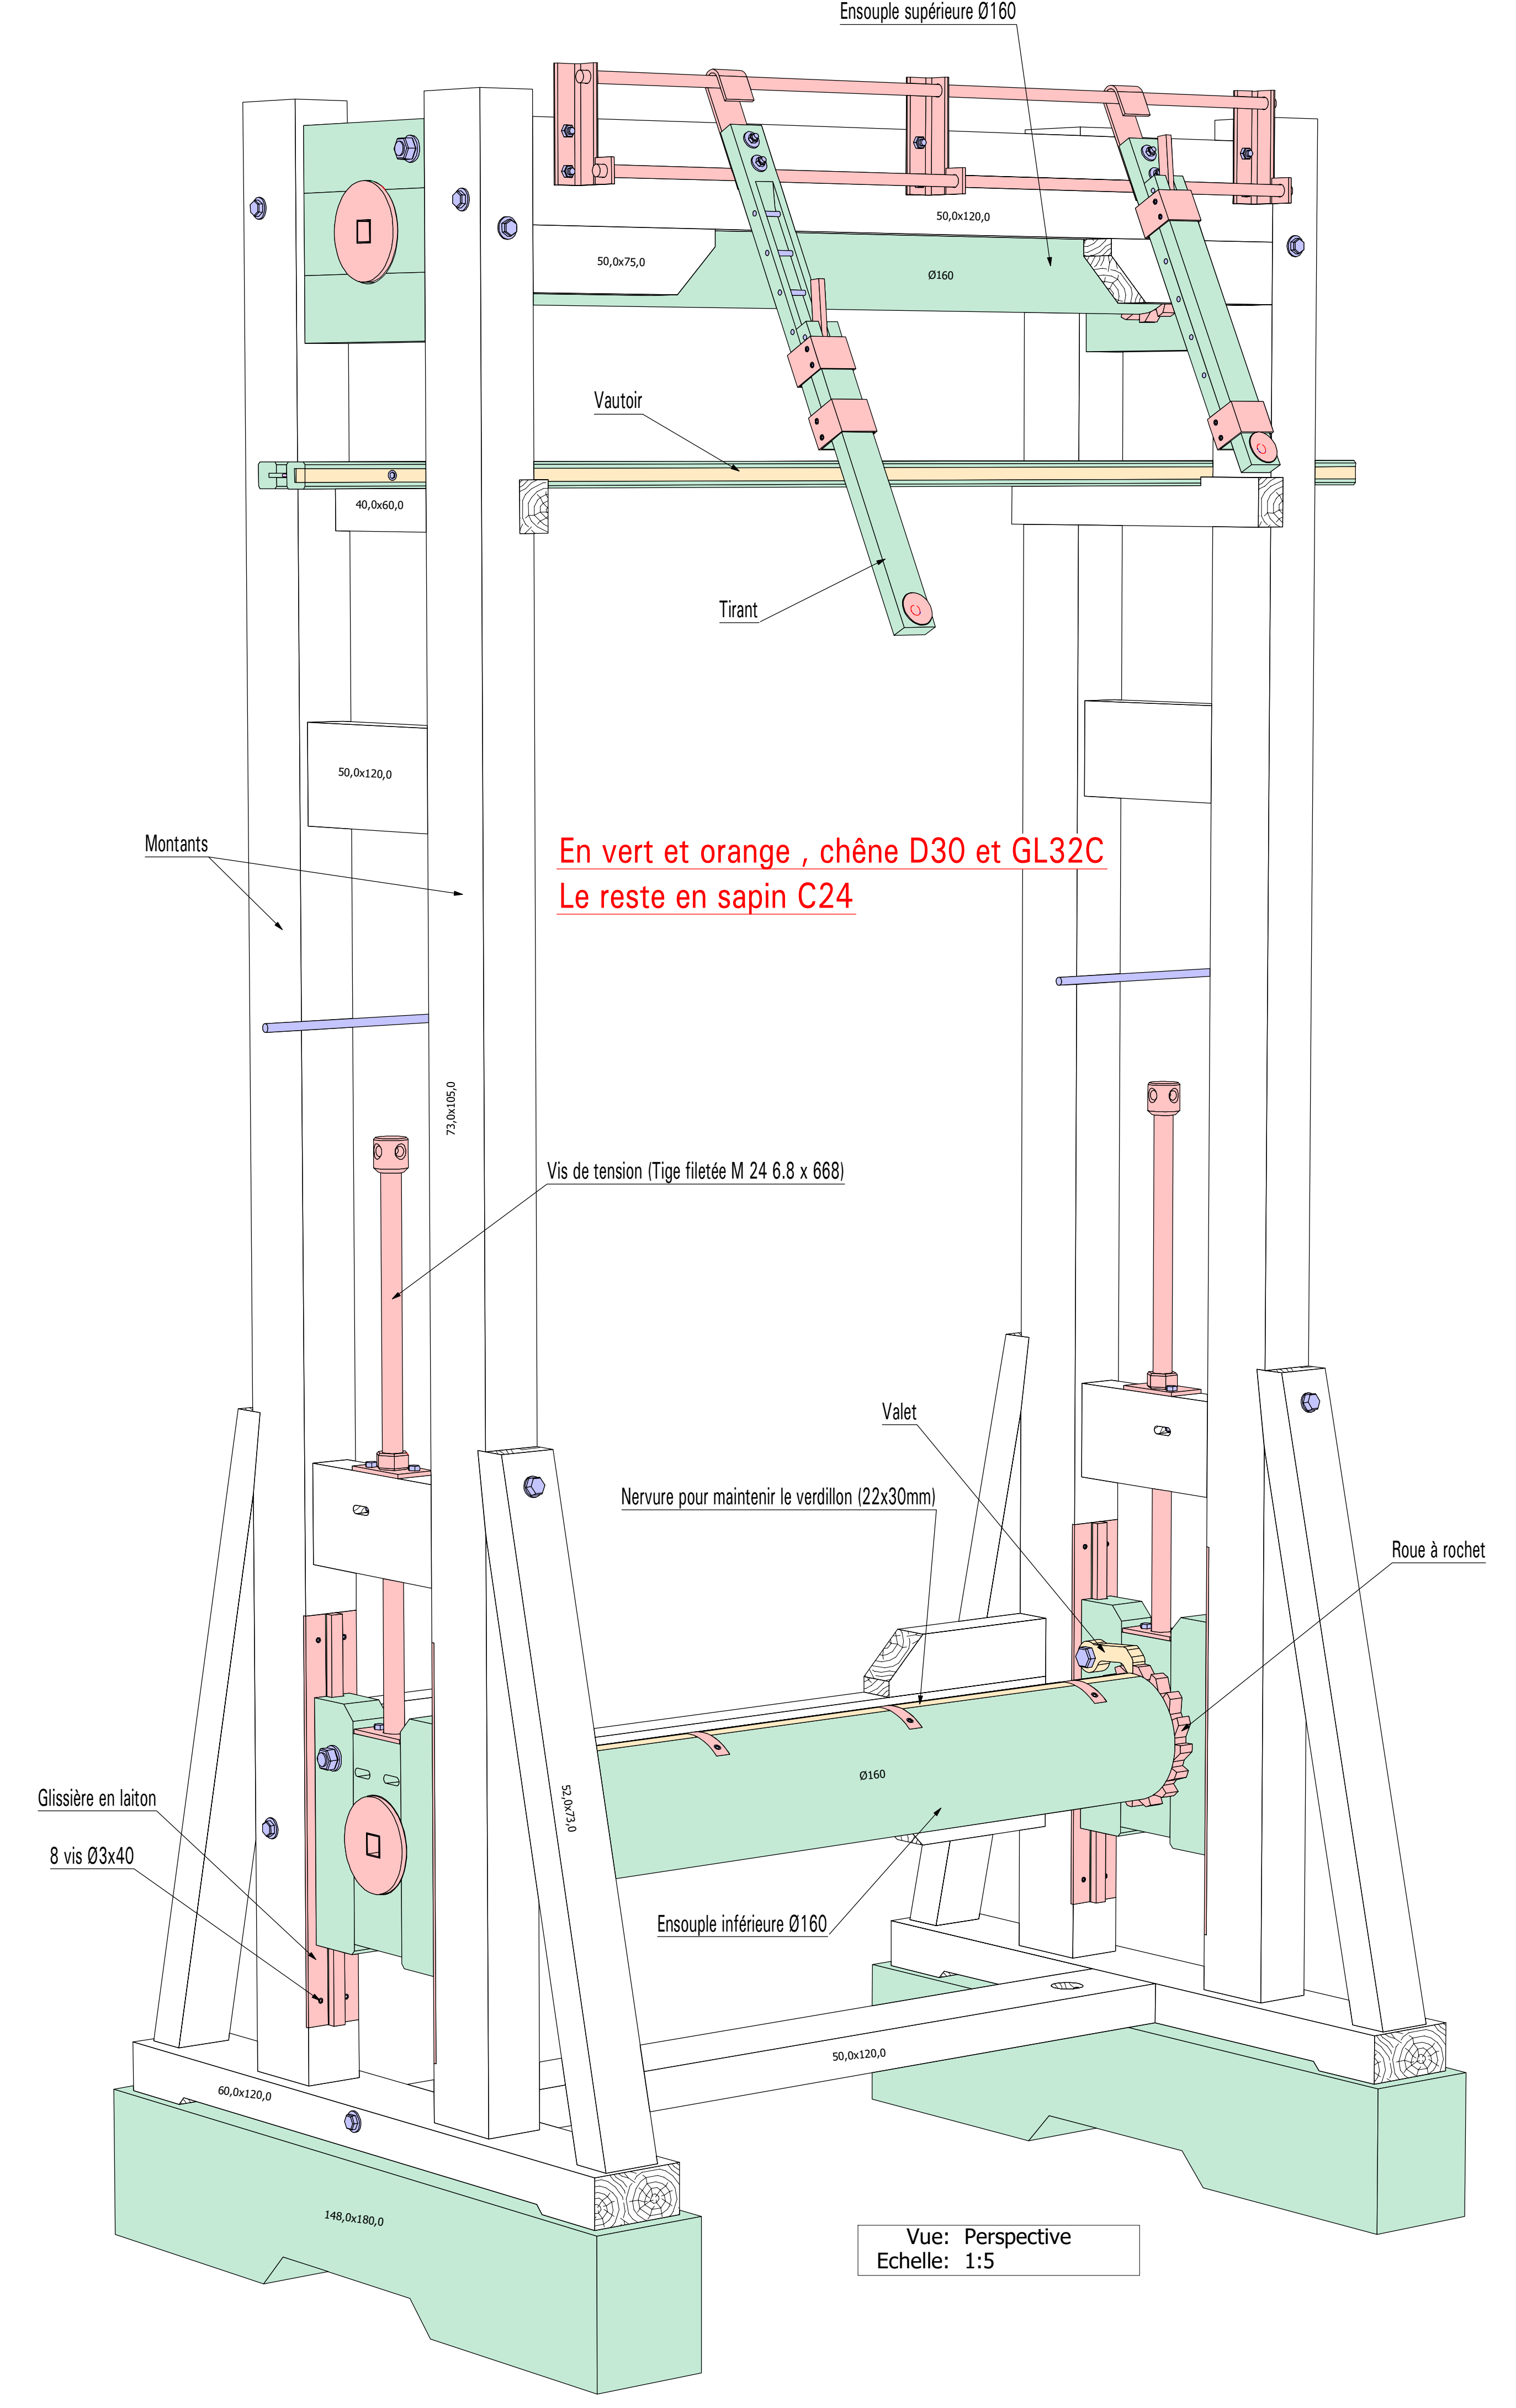 Ensouple supérieure Ø160
50,0x120,0
50,0x75,0
Ø160
Vautoir
40,0x60,0
Tirant
C
C
50,0x120,0
Montants
En vert et orange , chêne D30 et GL32C
Le reste en sapin C24
73,0x105,0
Vis de tension (Tige filetée M 24 6.8 x 668)
Valet
Nervure pour maintenir le verdillon (22x30mm)
Roue à rochet
Ø160
Glissière en laiton
52,0x73,0
8 vis Ø3x40
Ensouple inférieure Ø160
50,0x120,0
60,0x120,0
148,0x180,0
Vue: Perspective
Echelle: 1:5